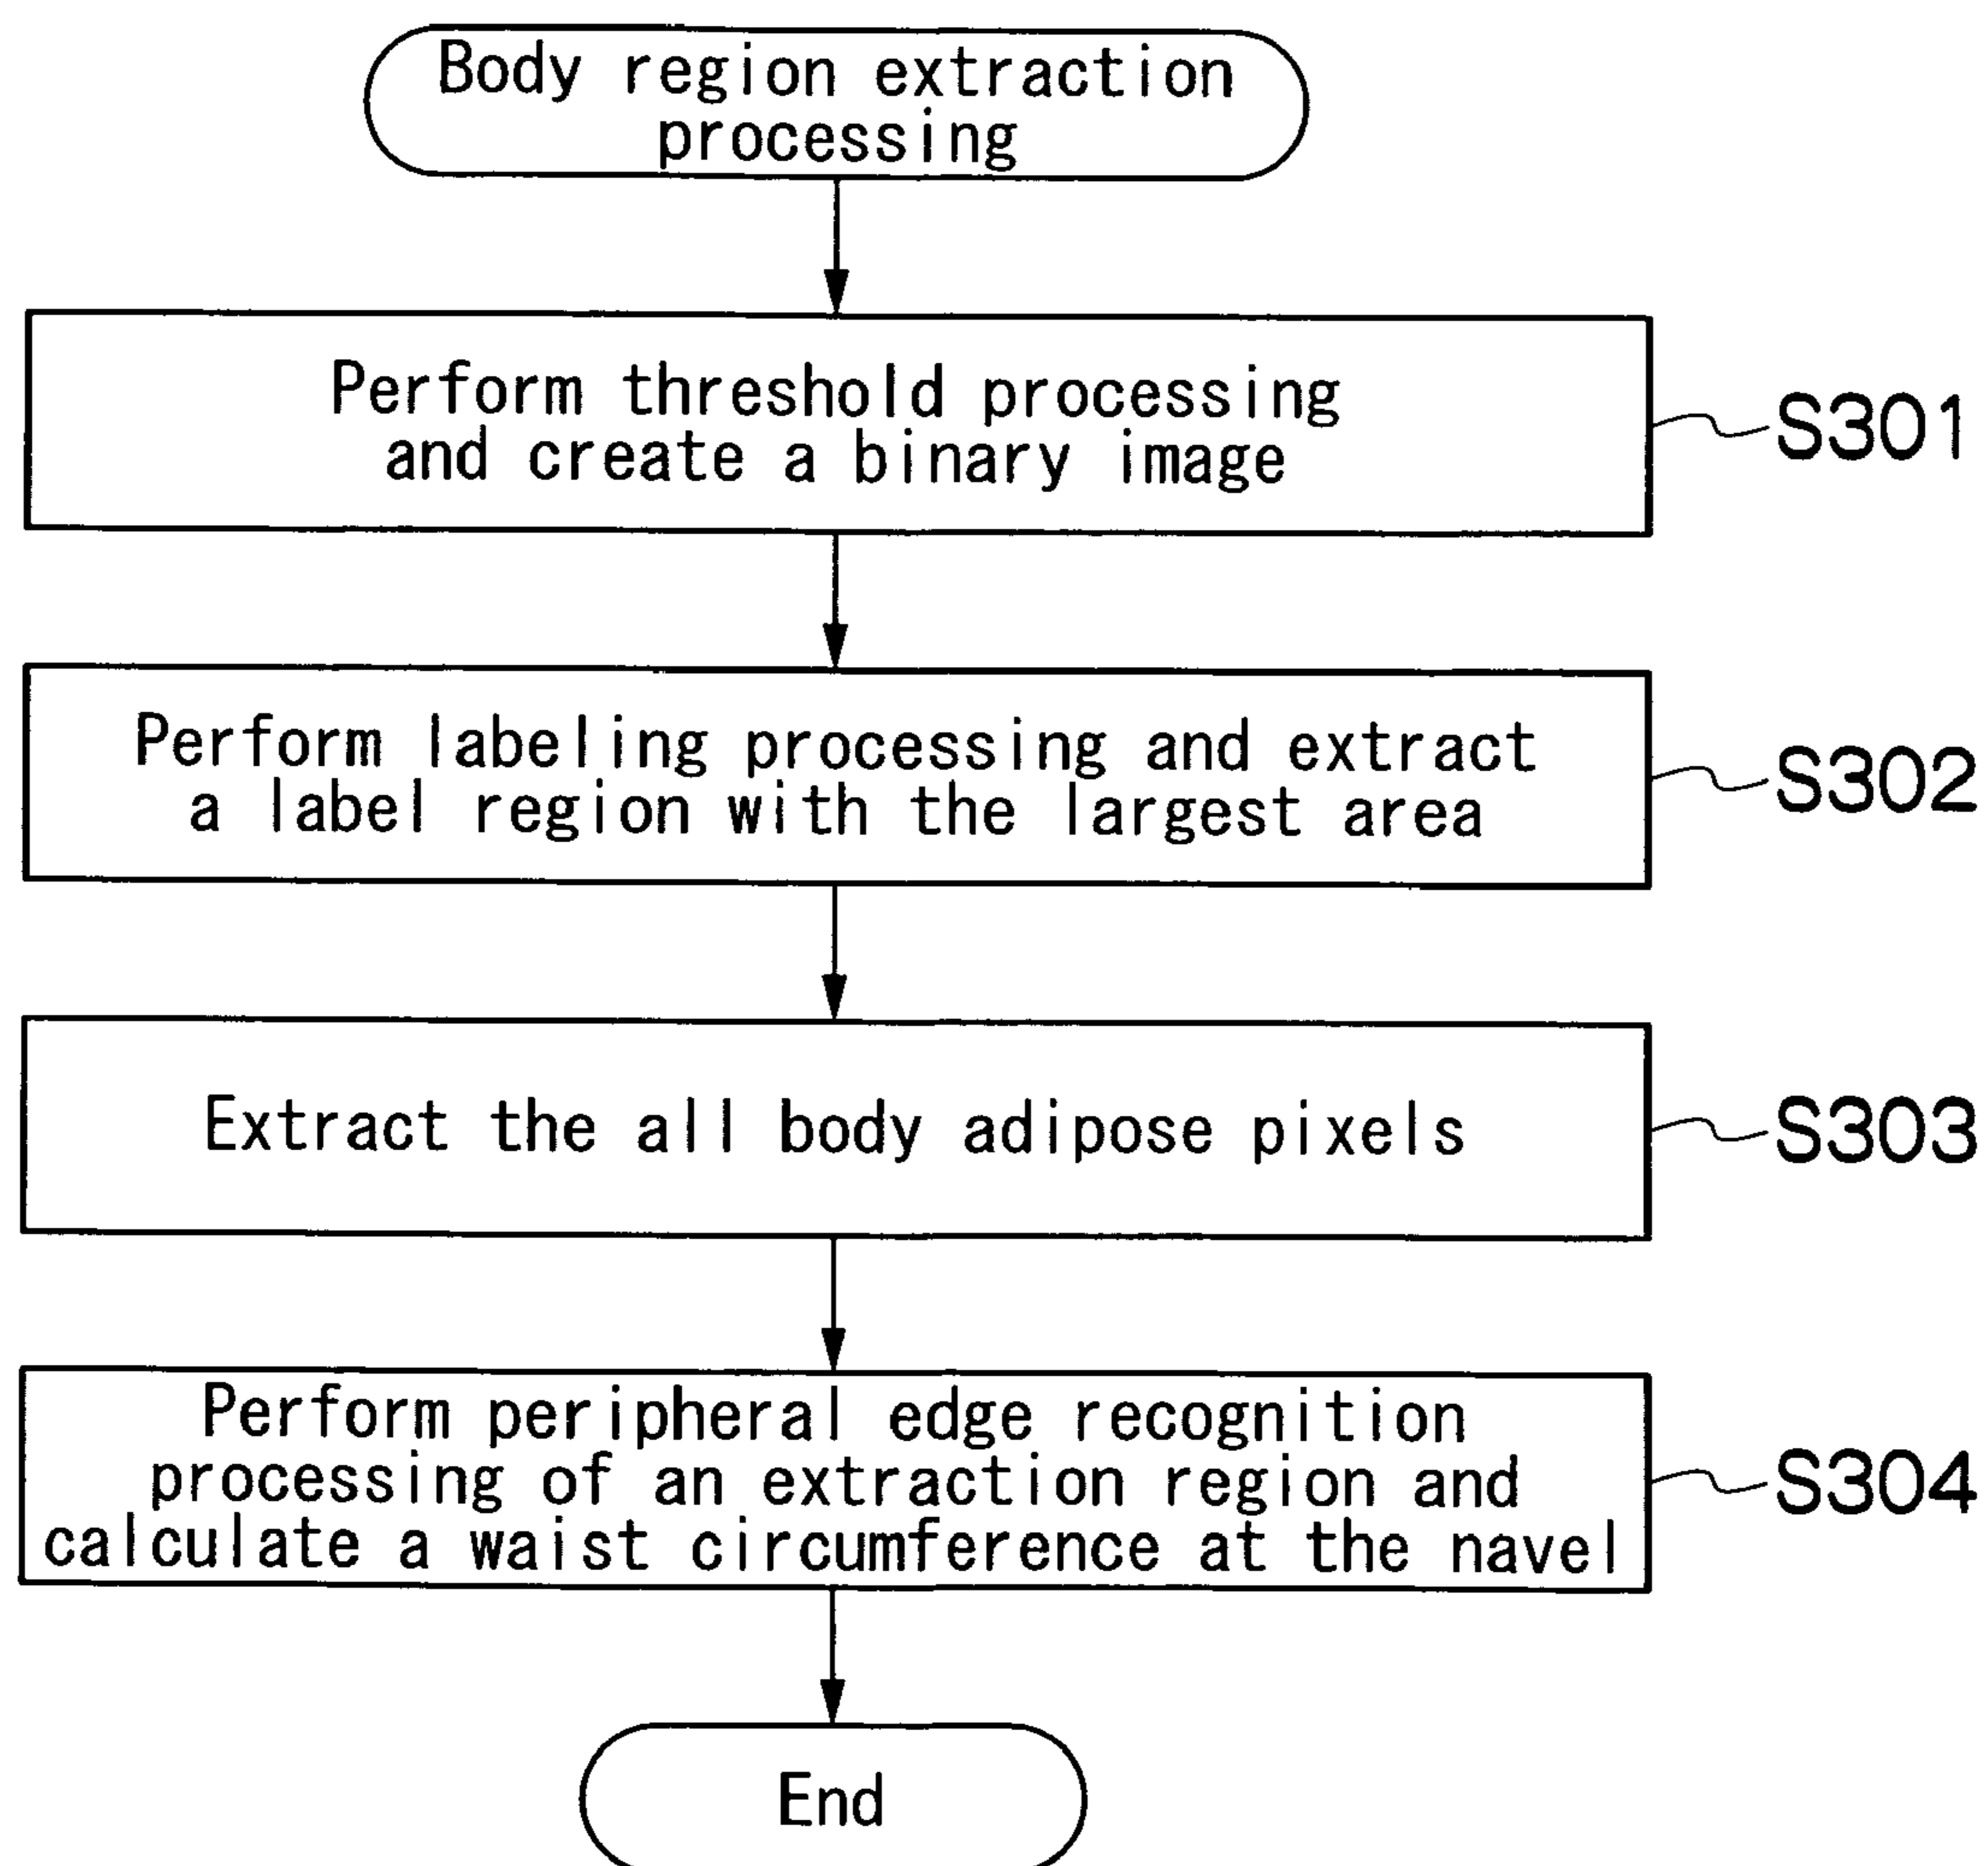 Body region extraction
processing
Perform threshold processing
and create a binary image
S301
Perform labeling processing and extract
a label region with the largest area
S302
Extract the all body adipose pixels
S303
Perform peripheral edge recognition
processing of an extraction region and
calculate a waist circumference at the navel
S304
End